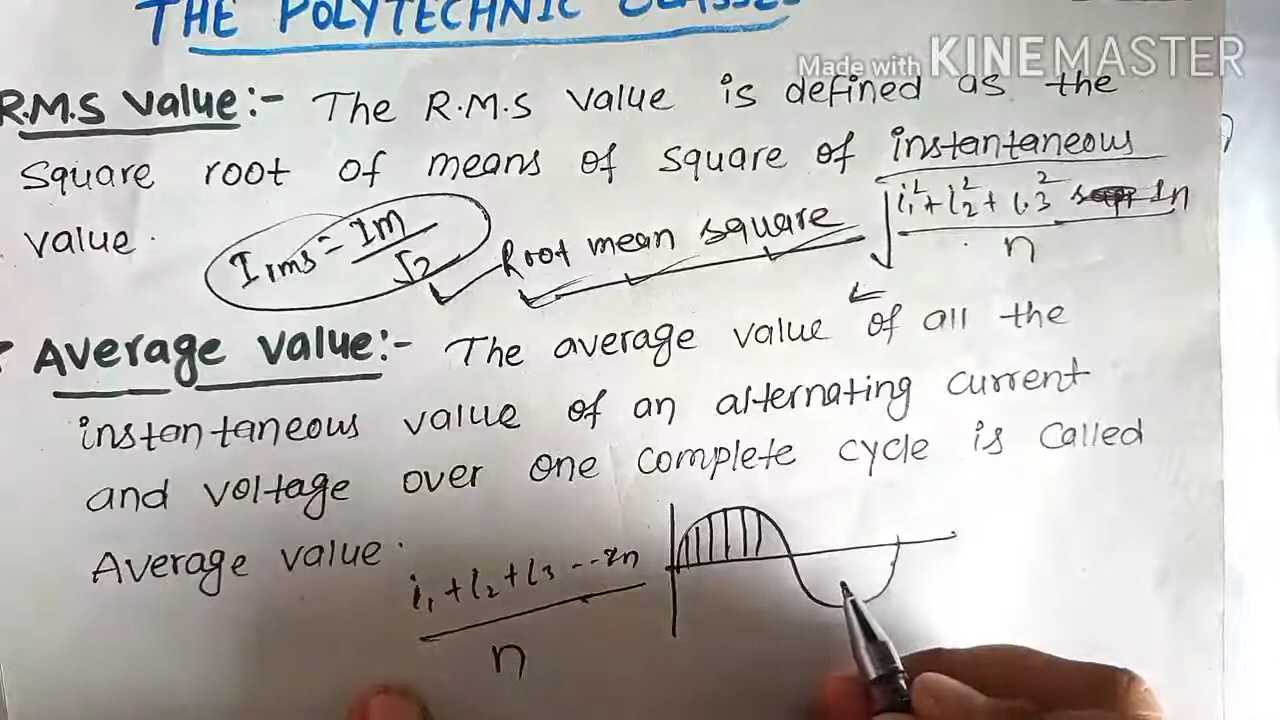 THE POLYTECHNIC CLASSES
Made with KINEMASTER
R.M.S value:- The R.M.S value is defined as the
square root of means of square of instantaneous
value.
Irms = Im/√2
Root mean square
√(i₁² + i₂² + i₃² In / n)
Average value:- The average value of all the
instantaneous value of an alternating current
and voltage over one complete cycle is called
Average value.
i₁ + i₂ + i₃ --- In / n